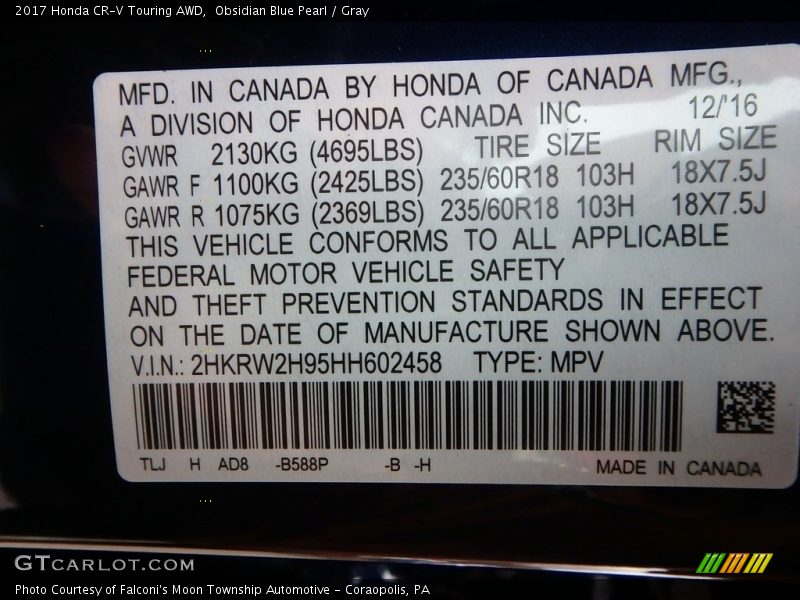 2017 Honda CR-V Touring AWD,  Obsidian Blue Pearl / Gray
MFD. IN CANADA BY HONDA OF CANADA MFG.,
A DIVISION OF HONDA CANADA INC. 12/'16
GVWR 2130KG (4695LBS) TIRE SIZE RIM SIZE
GAWR F 1100KG (2425LBS) 235/60R18 103H 18X7.5J
GAWR R 1075KG (2369LBS) 235/60R18 103H 18X7.5J
THIS VEHICLE CONFORMS TO ALL APPLICABLE
FEDERAL MOTOR VEHICLE SAFETY
AND THEFT PREVENTION STANDARDS IN EFFECT
ON THE DATE OF MANUFACTURE SHOWN ABOVE.
V.I.N.: 2HKRW2H95HH602458 TYPE: MPV
TLJ H AD8 -B588P -B -H MADE IN CANADA
GTCARLOT.COM
Photo Courtesy of Falconi's Moon Township Automotive - Coraopolis, PA